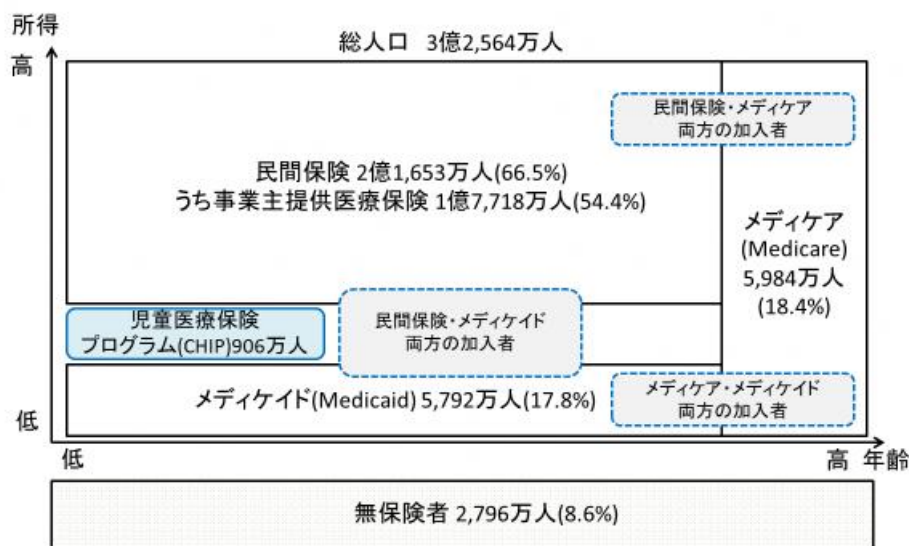 所得
高
総人口 3億2,564万人
民間保険・メディケア
両方の加入者
民間保険 2億1,653万人(66.5%)
うち事業主提供医療保険 1億7,718万人(54.4%)
メディケア
(Medicare)
5,984万人
(18.4%)
児童医療保険
プログラム(CHIP)906万人
民間保険・メディケイド
両方の加入者
メディケイド(Medicaid) 5,792万人(17.8%)
メディケア・メディケイド
両方の加入者
低
低
高 年齢
無保険者 2,796万人(8.6%)